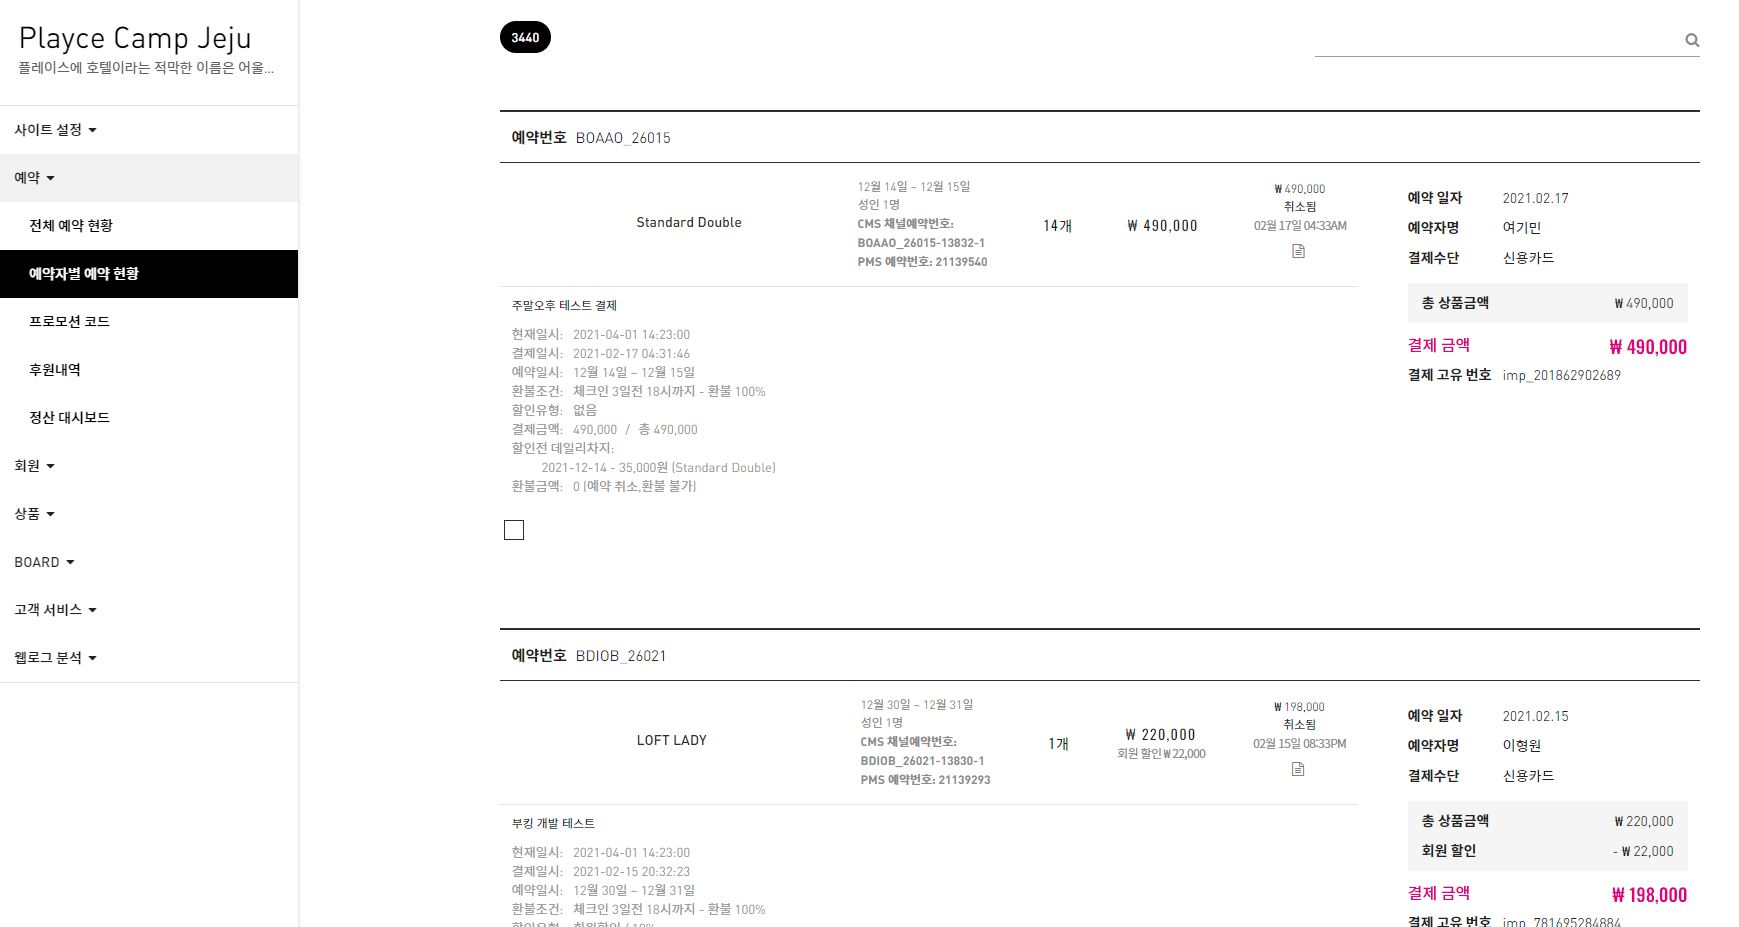 Playce Camp Jeju
플레이스에 호텔이라는 적막한 이름은 어울...
사이트 설정
예약
전체 예약 현황
예약자별 예약 현황
프로모션 코드
후원내역
정산 대시보드
회원
상품
BOARD
고객 서비스
웹로그 분석
3440
예약번호 BOAAO_26015
Standard Double
12월 14일 ~ 12월 15일
성인 1명
CMS 채널예약번호:
BOAAO_26015-13832-1
PMS 예약번호: 21139540
14개
₩ 490,000
₩ 490,000
취소됨
02월 17일 04:33AM
주말오후 테스트 결제
현재일시: 2021-04-01 14:23:00
결제일시: 2021-02-17 04:31:46
예약일시: 12월 14일 ~ 12월 15일
환불조건: 체크인 3일전 18시까지 - 환불 100%
할인유형: 없음
결제금액: 490,000 / 총 490,000
할인전 데일리차지:
2021-12-14 - 35,000원 (Standard Double)
환불금액: 0 (예약 취소,환불 불가)
예약 일자 2021.02.17
예약자명 여기민
결제수단 신용카드
총 상품금액 ₩ 490,000
결제 금액 ₩ 490,000
결제 고유 번호 imp_201862902689
예약번호 BDIOB_26021
LOFT LADY
12월 30일 ~ 12월 31일
성인 1명
CMS 채널예약번호:
BDIOB_26021-13830-1
PMS 예약번호: 21139293
1개
₩ 220,000
회원 할인 ₩ 22,000
₩ 198,000
취소됨
02월 15일 08:33PM
부킹 개발 테스트
현재일시: 2021-04-01 14:23:00
결제일시: 2021-02-15 20:32:23
예약일시: 12월 30일 ~ 12월 31일
환불조건: 체크인 3일전 18시까지 - 환불 100%
할인유형: 회원할인 / 10%
예약 일자 2021.02.15
예약자명 이형원
결제수단 신용카드
총 상품금액 ₩ 220,000
회원 할인 - ₩ 22,000
결제 금액 ₩ 198,000
결제 고유 번호 imp_781695284884